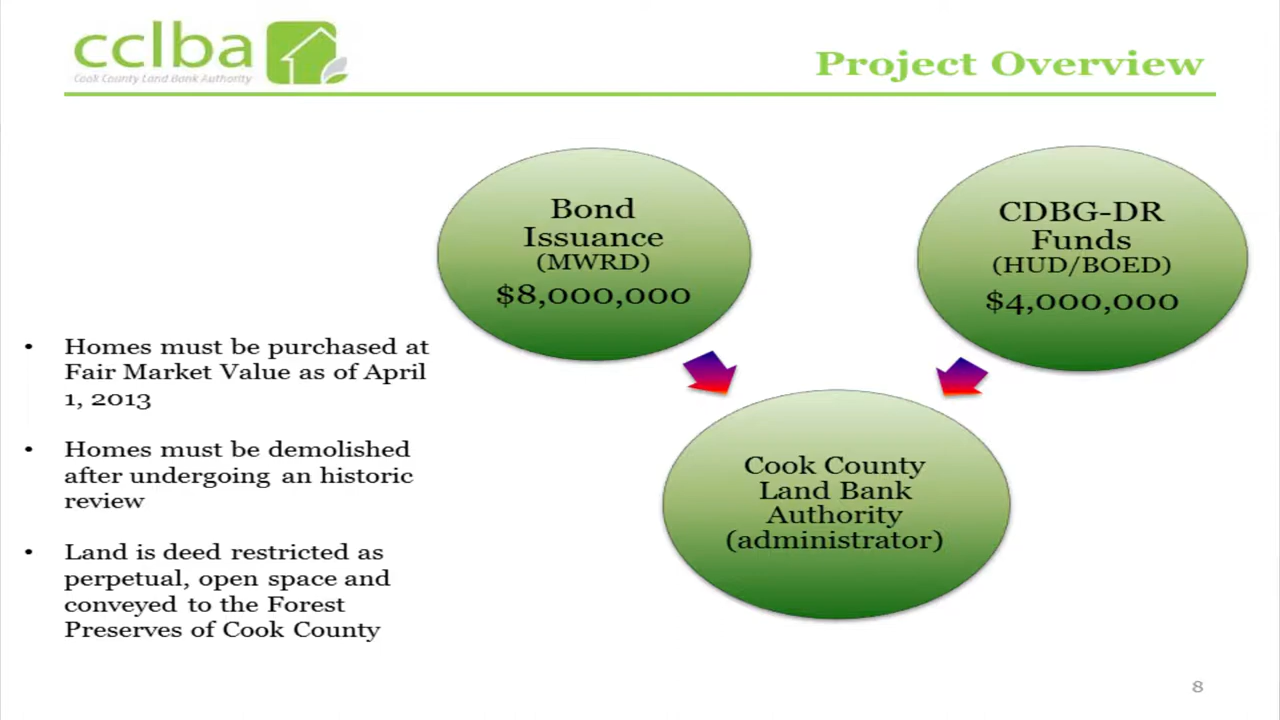 cclba
Cook County Land Bank Authority
Project Overview
Bond
Issuance
(MWRD)
$8,000,000
CDBG-DR
Funds
(HUD/BOED)
$4,000,000
• Homes must be purchased at
Fair Market Value as of April
1, 2013
• Homes must be demolished
after undergoing an historic
review
• Land is deed restricted as
perpetual, open space and
conveyed to the Forest
Preserves of Cook County
Cook County
Land Bank
Authority
(administrator)
8